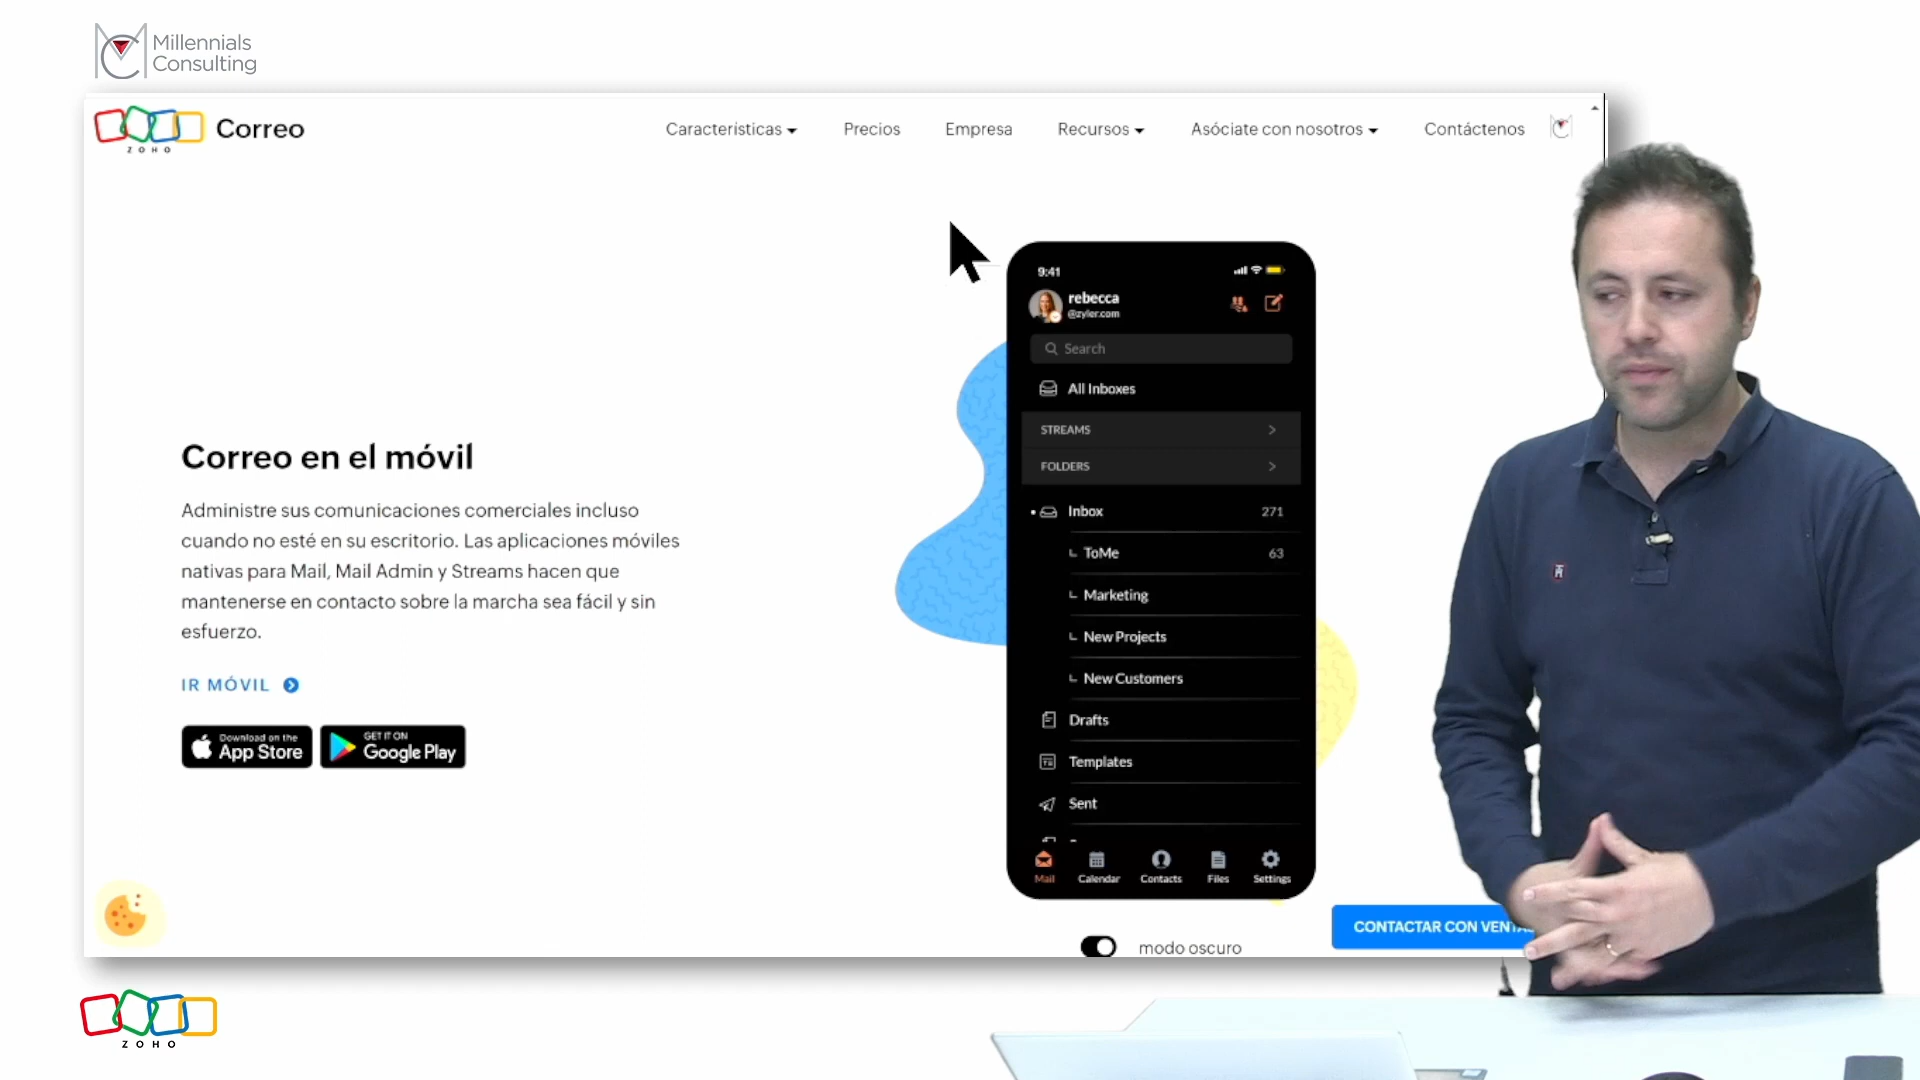 Millennials
Consulting
ZOHO
Correo
Características
Precios
Empresa
Recursos
Asóciate con nosotros
Contáctenos
Correo en el móvil
Administre sus comunicaciones comerciales incluso
cuando no esté en su escritorio. Las aplicaciones móviles
nativas para Mail, Mail Admin y Streams hacen que
mantenerse en contacto sobre la marcha sea fácil y sin
esfuerzo.
IR MÓVIL
Download on the
App Store
GET IT ON
Google Play
9:41
rebecca
@zyler.com
Search
All Inboxes
STREAMS
FOLDERS
Inbox 271
ToMe 63
Marketing
New Projects
New Customers
Drafts
Templates
Sent
Mail
Calendar
Contacts
Files
Settings
modo oscuro
CONTACTAR CON VENTAS
ZOHO